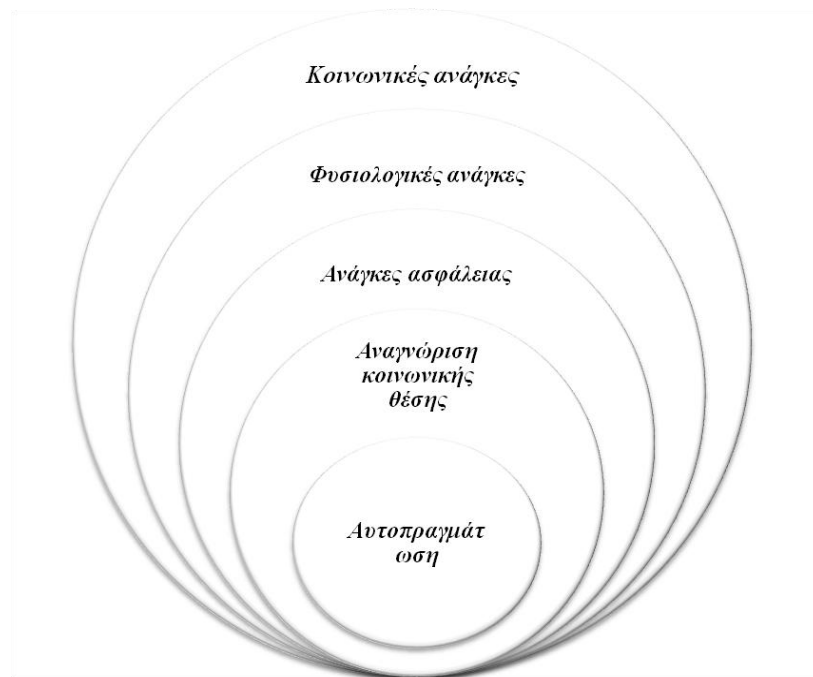 Κοινωνικές ανάγκες
Φυσιολογικές ανάγκες
Ανάγκες ασφάλειας
Αναγνώριση
κοινωνικής
θέσης
Αυτοπραγμάτ
ωση